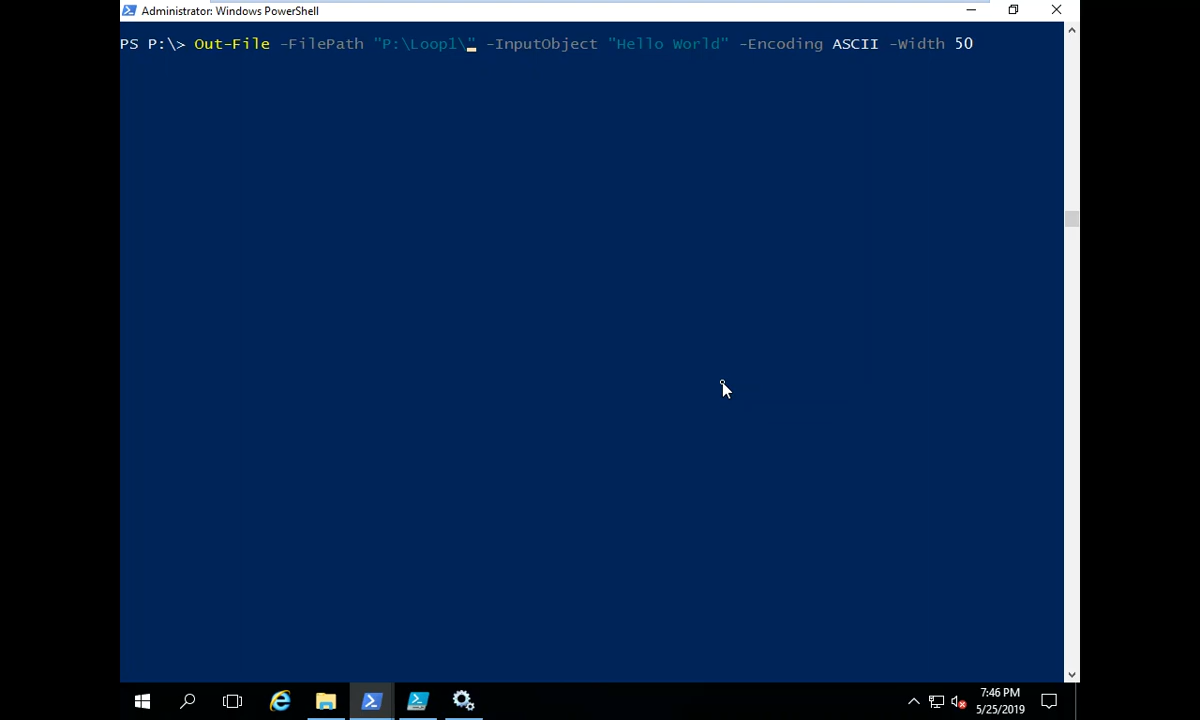 Administrator: Windows PowerShell
PS P:\> Out-File -FilePath "P:\Loop1\" -InputObject "Hello World" -Encoding ASCII -Width 50
7:46 PM
5/25/2019